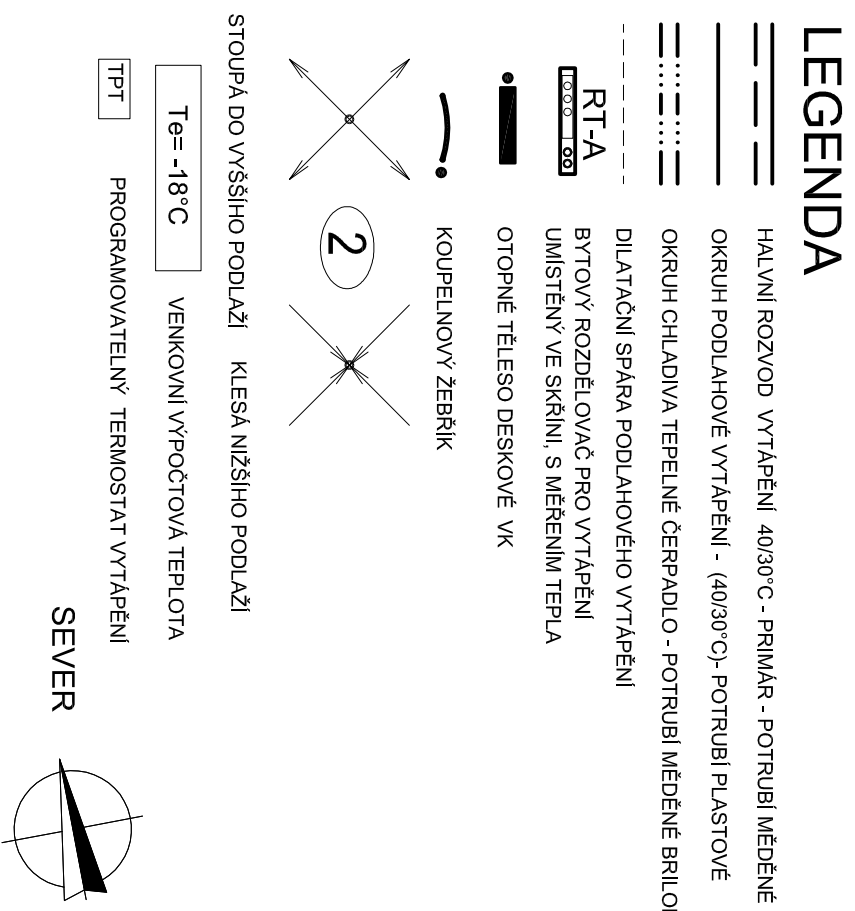 LEGENDA
HALVNÍ ROZVOD VYTÁPĚNÍ 40/30°C - PRIMÁR - POTRUBÍ MĚDĚNÉ
OKRUH PODLAHOVÉ VYTÁPĚNÍ - (40/30°C)- POTRUBÍ PLASTOVÉ
OKRUH CHLADIVA TEPELNÉ ČERPADLO - POTRUBÍ MĚDĚNÉ
DILATAČNÍ SPÁRA PODLAHOVÉHO VYTÁPĚNÍ
RT-A
BYTOVÝ ROZDĚLOVAČ PRO VYTÁPĚNÍ
UMÍSTĚNÝ VE SKŘÍNI, S MĚŘENÍM TEPLA
OTOPNÉ TĚLESO DESKOVÉ VK
KOUPELNOVÝ ŽEBŘÍK
2
STOUPÁ DO VYŠŠÍHO PODLAŽÍ KLESÁ NIŽŠÍHO PODLAŽÍ
Te= -18°C VENKOVNÍ VÝPOČTOVÁ TEPLOTA
TPT PROGRAMOVATELNÝ TERMOSTAT VYTÁPĚNÍ
SEVER